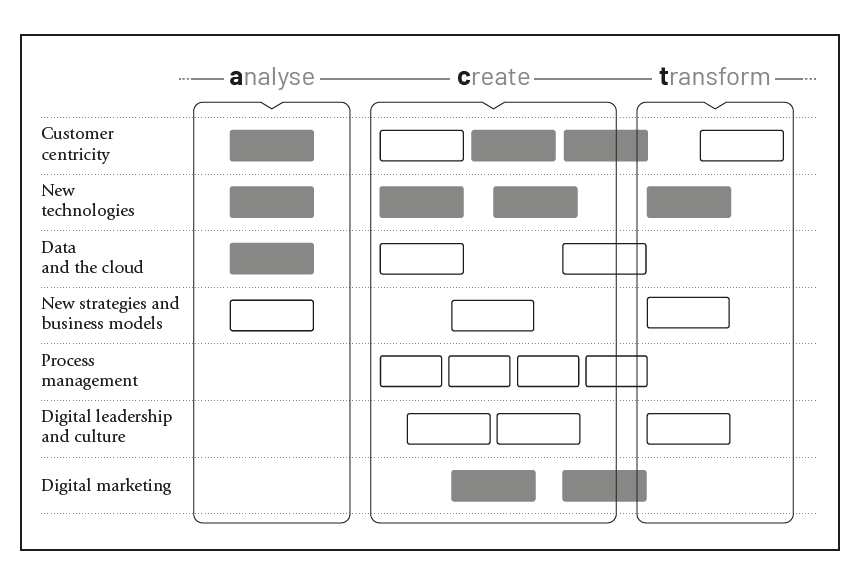 analyse create transform
Customer
centricity
New
technologies
Data
and the cloud
New strategies and
business models
Process
management
Digital leadership
and culture
Digital marketing